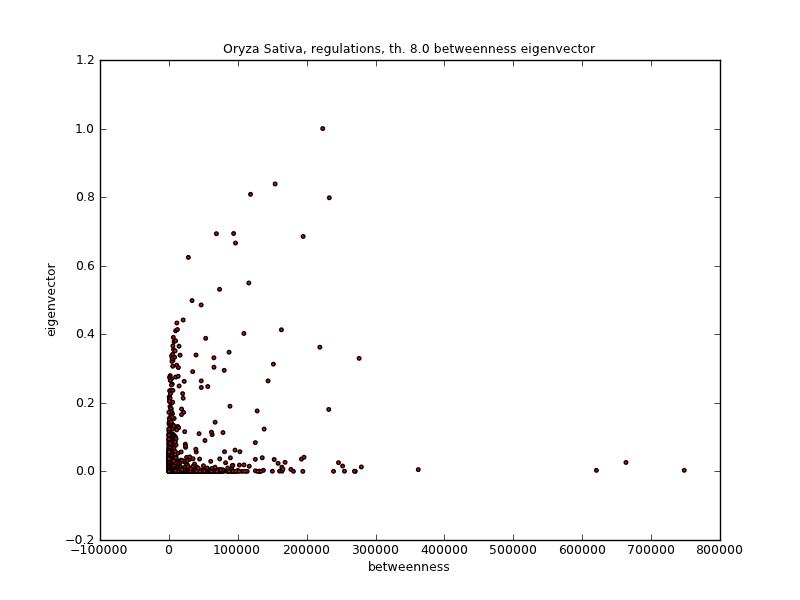 Oryza Sativa, regulations, th. 8.0 betweenness eigenvector
1.2
1.0
0.8
0.6
0.4
0.2
0.0
−0.2
eigenvector
−100000 0 100000 200000 300000 400000 500000 600000 700000 800000
betweenness